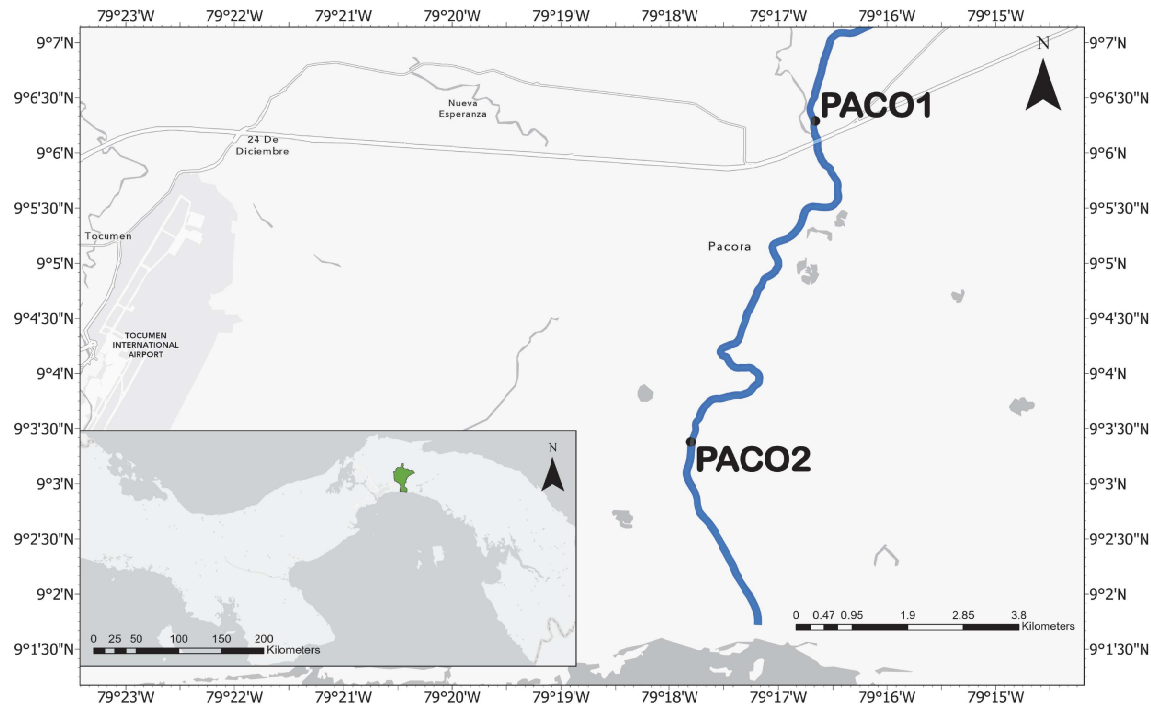 79°23'W 79°22'W 79°21'W 79°20'W 79°19'W 79°18'W 79°17'W 79°16'W 79°15'W
9°7'N 9°7'N
N
9°6'30"N 9°6'30"N
PACO1
Nueva
Esperanza
24 De
Diciembre
9°6'N 9°6'N
9°5'30"N 9°5'30"N
Tocumen
Pacora
9°5'N 9°5'N
9°4'30"N 9°4'30"N
TOCUMEN
INTERNATIONAL
AIRPORT
9°4'N 9°4'N
9°3'30"N 9°3'30"N
PACO2
N
9°3'N 9°3'N
9°2'30"N 9°2'30"N
9°2'N 9°2'N
0 0.47 0.95 1.9 2.85 3.8
Kilometers
0 25 50 100 150 200
Kilometers
9°1'30"N 9°1'30"N
79°23'W 79°22'W 79°21'W 79°20'W 79°19'W 79°18'W 79°17'W 79°16'W 79°15'W